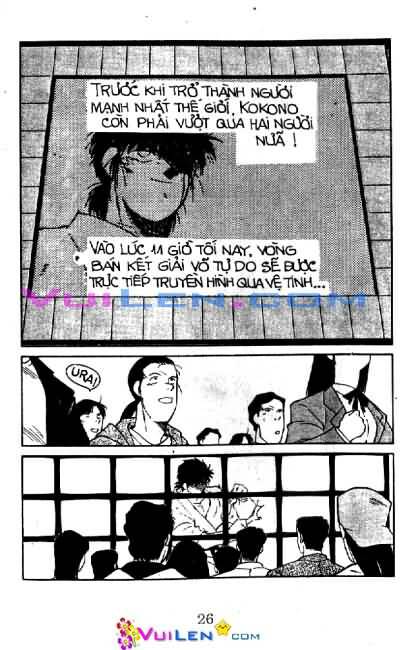 TRƯỚC KHI TRỞ THÀNH NGƯỜI
MẠNH NHẤT THẾ GIỚI, KOKONO
CÒN PHẢI VƯỢT QUA HAI NGƯỜI
NỮA !
VÀO LÚC 11 GIỜ TỐI NAY, VÒNG
BÁN KẾT GIẢI VÕ TỰ DO SẼ ĐƯỢC
TRỰC TIẾP TRUYỀN HÌNH QUA VỆ TINH...
VUILEN.COM
URA!
26
VUILEN COM